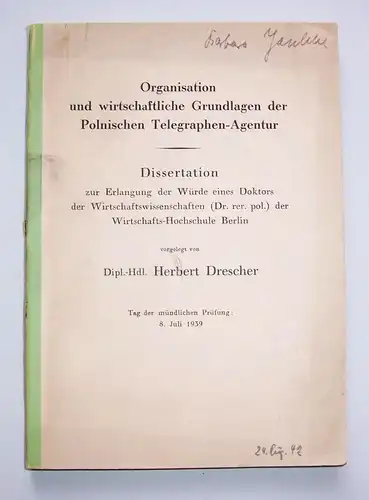 Barbara
Organisation
und wirtschaftliche Grundlagen der
Polnischen Telegraphen-Agentur
Dissertation
zur Erlangung der Würde eines Doktors
der Wirtschaftswissenschaften (Dr. rer. pol.) der
Wirtschafts-Hochschule Berlin
vorgelegt von
Dipl.-Hdl. Herbert Drescher
Tag der mündlichen Prüfung:
8. Juli 1939